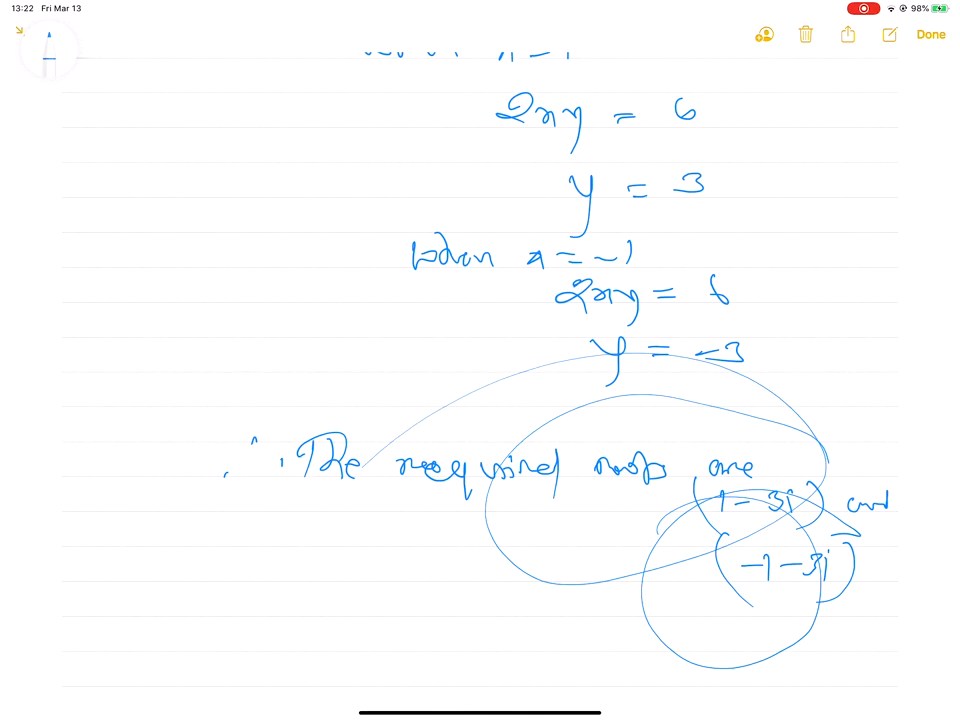 13:22 Fri Mar 13 98%
Done
2xy = 6
y = 3
when x = -1
2xy = 6
y = -3
∴ The required roots are
(1 - 3i) and
(-1 - 3i)